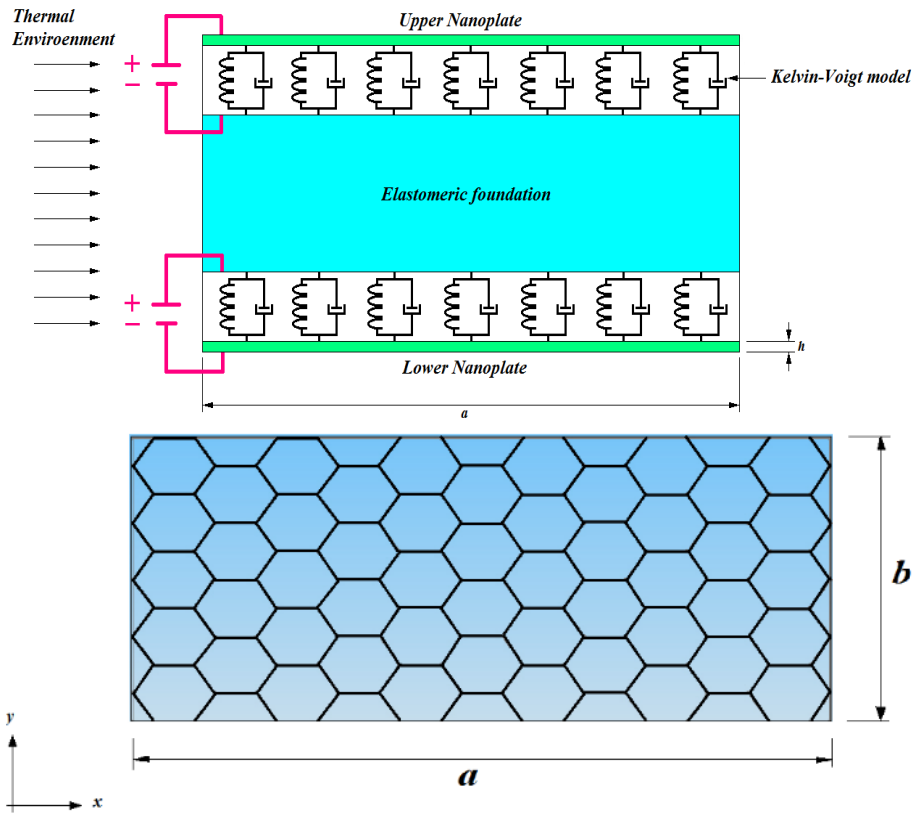 Thermal
Enviroenment
Upper Nanoplate
+
−
Kelvin-Voigt model
Elastomeric foundation
+
−
h
Lower Nanoplate
a
b
y
x
a